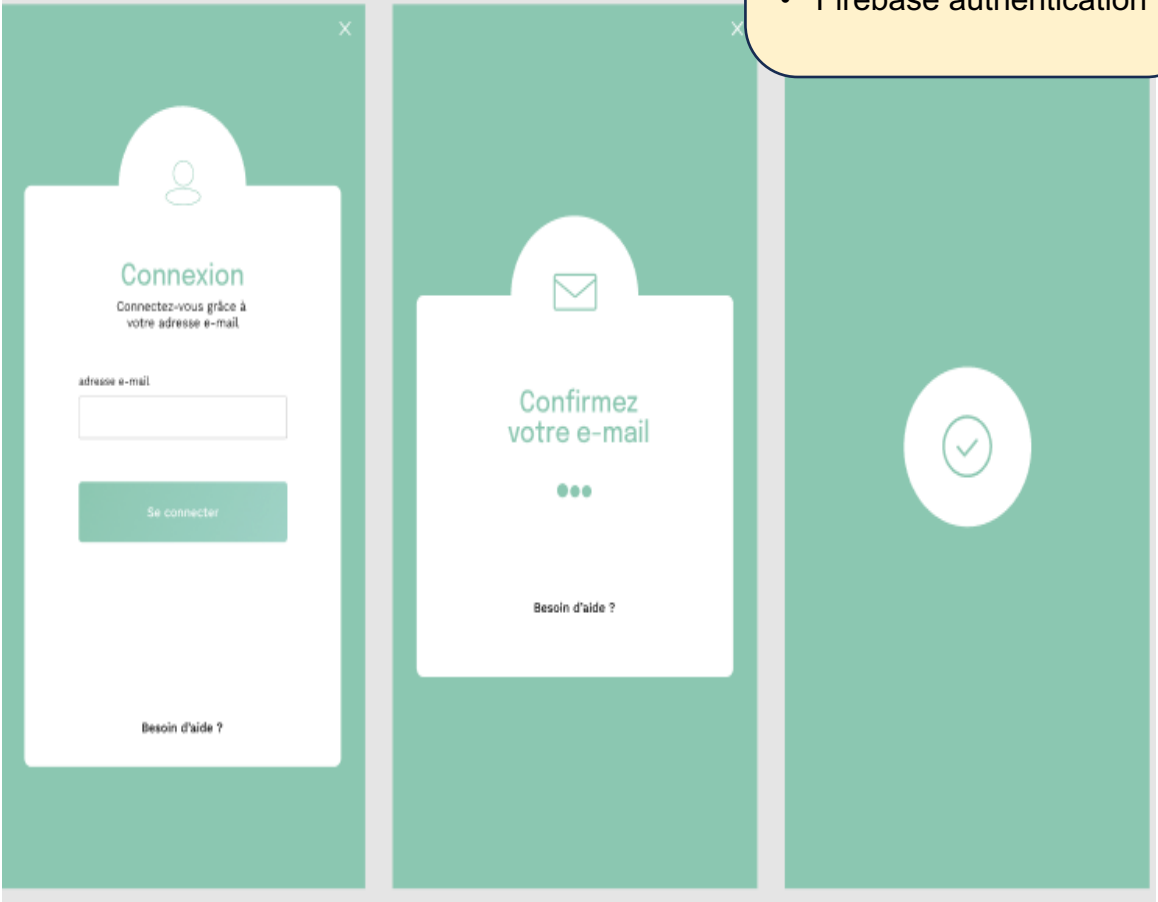 • Firebase authentication
X
Connexion
Connectez-vous grâce à
votre adresse e-mail
adresse e-mail
Se connecter
Besoin d'aide ?
X
Confirmez
votre e-mail
Besoin d'aide ?